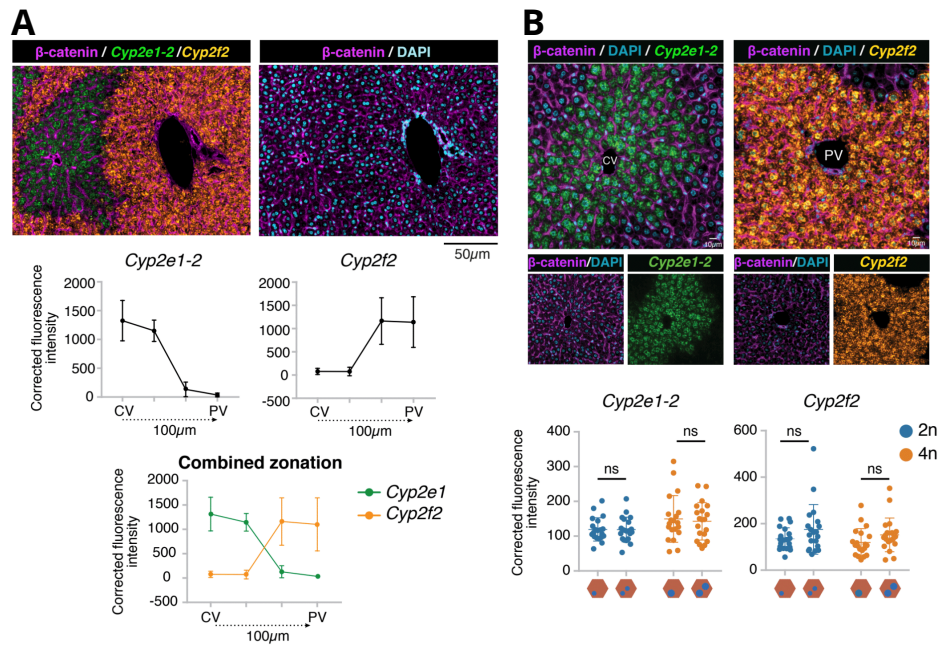 A
β-catenin / Cyp2e1-2 /Cyp2f2
β-catenin / DAPI
50µm
Cyp2e1-2
Corrected fluorescence
intensity
2000
1500
1000
500
0
CV
PV
100µm
Cyp2f2
2000
1500
1000
500
0
-500
CV
PV
100µm
Combined zonation
Corrected fluorescence
intensity
2000
1500
1000
500
0
-500
CV
PV
100µm
Cyp2e1
Cyp2f2
B
β-catenin / DAPI / Cyp2e1-2
CV
10µm
β-catenin / DAPI / Cyp2f2
PV
10µm
β-catenin/DAPI
Cyp2e1-2
β-catenin/DAPI
Cyp2f2
Cyp2e1-2
Corrected fluorescence
intensity
400
300
200
100
0
ns
ns
Cyp2f2
600
400
200
0
ns
ns
2n
4n